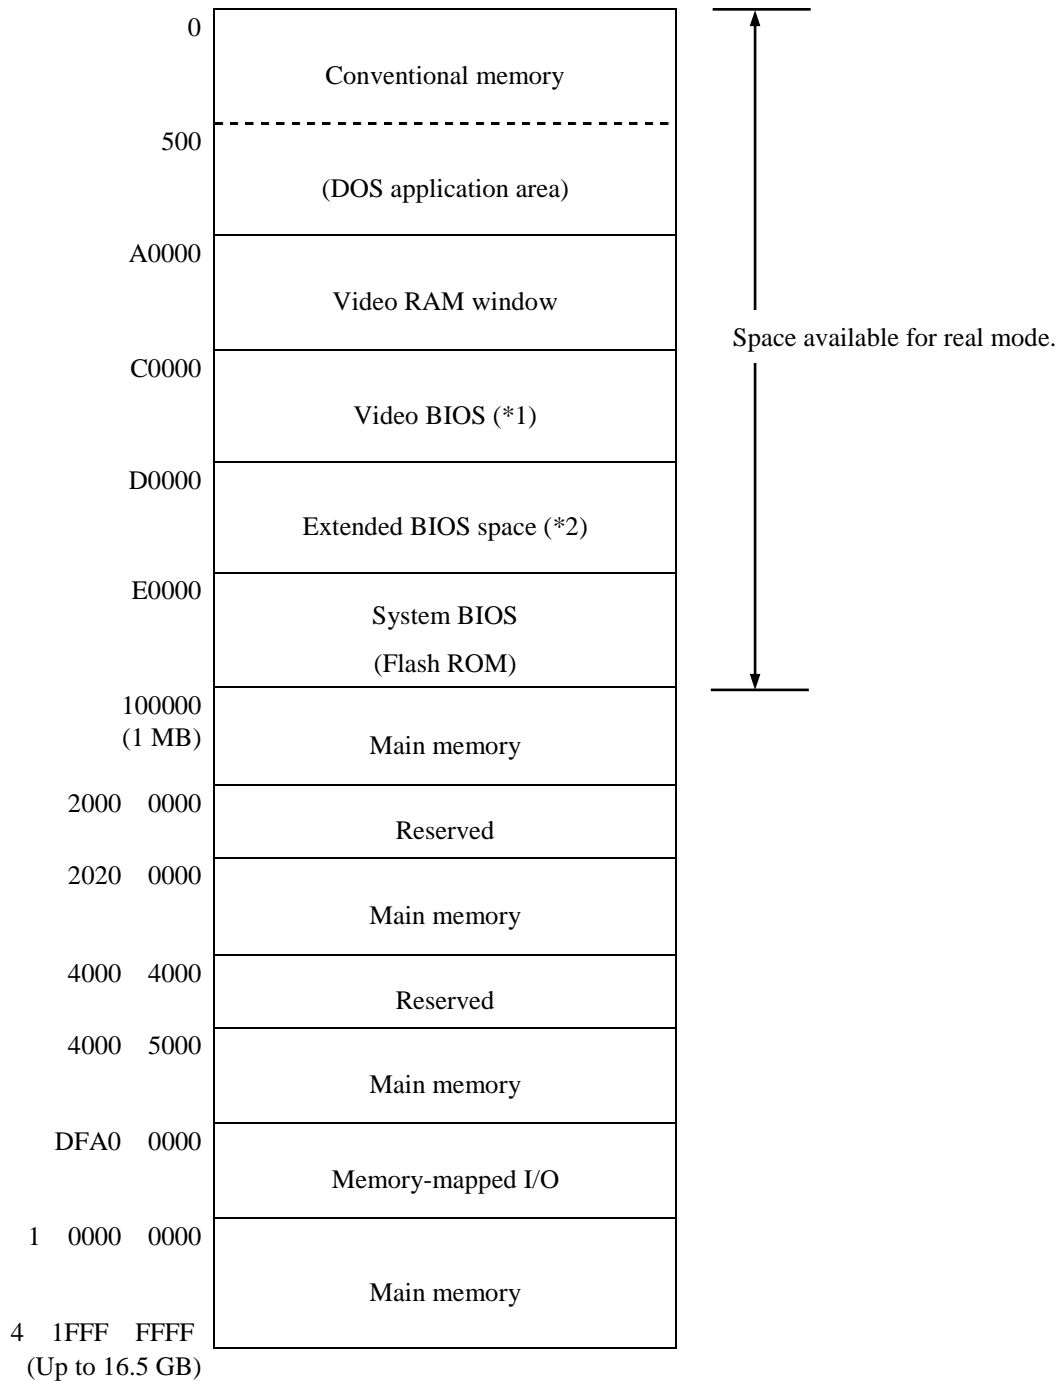 0
Conventional memory
500
(DOS application area)
A0000
Video RAM window
Space available for real mode.
C0000
Video BIOS (*1)
D0000
Extended BIOS space (*2)
E0000
System BIOS
(Flash ROM)
100000
(1 MB)
Main memory
2000 0000
Reserved
2020 0000
Main memory
4000 4000
Reserved
4000 5000
Main memory
DFA0 0000
Memory-mapped I/O
1 0000 0000
Main memory
4 1FFF FFFF
(Up to 16.5 GB)